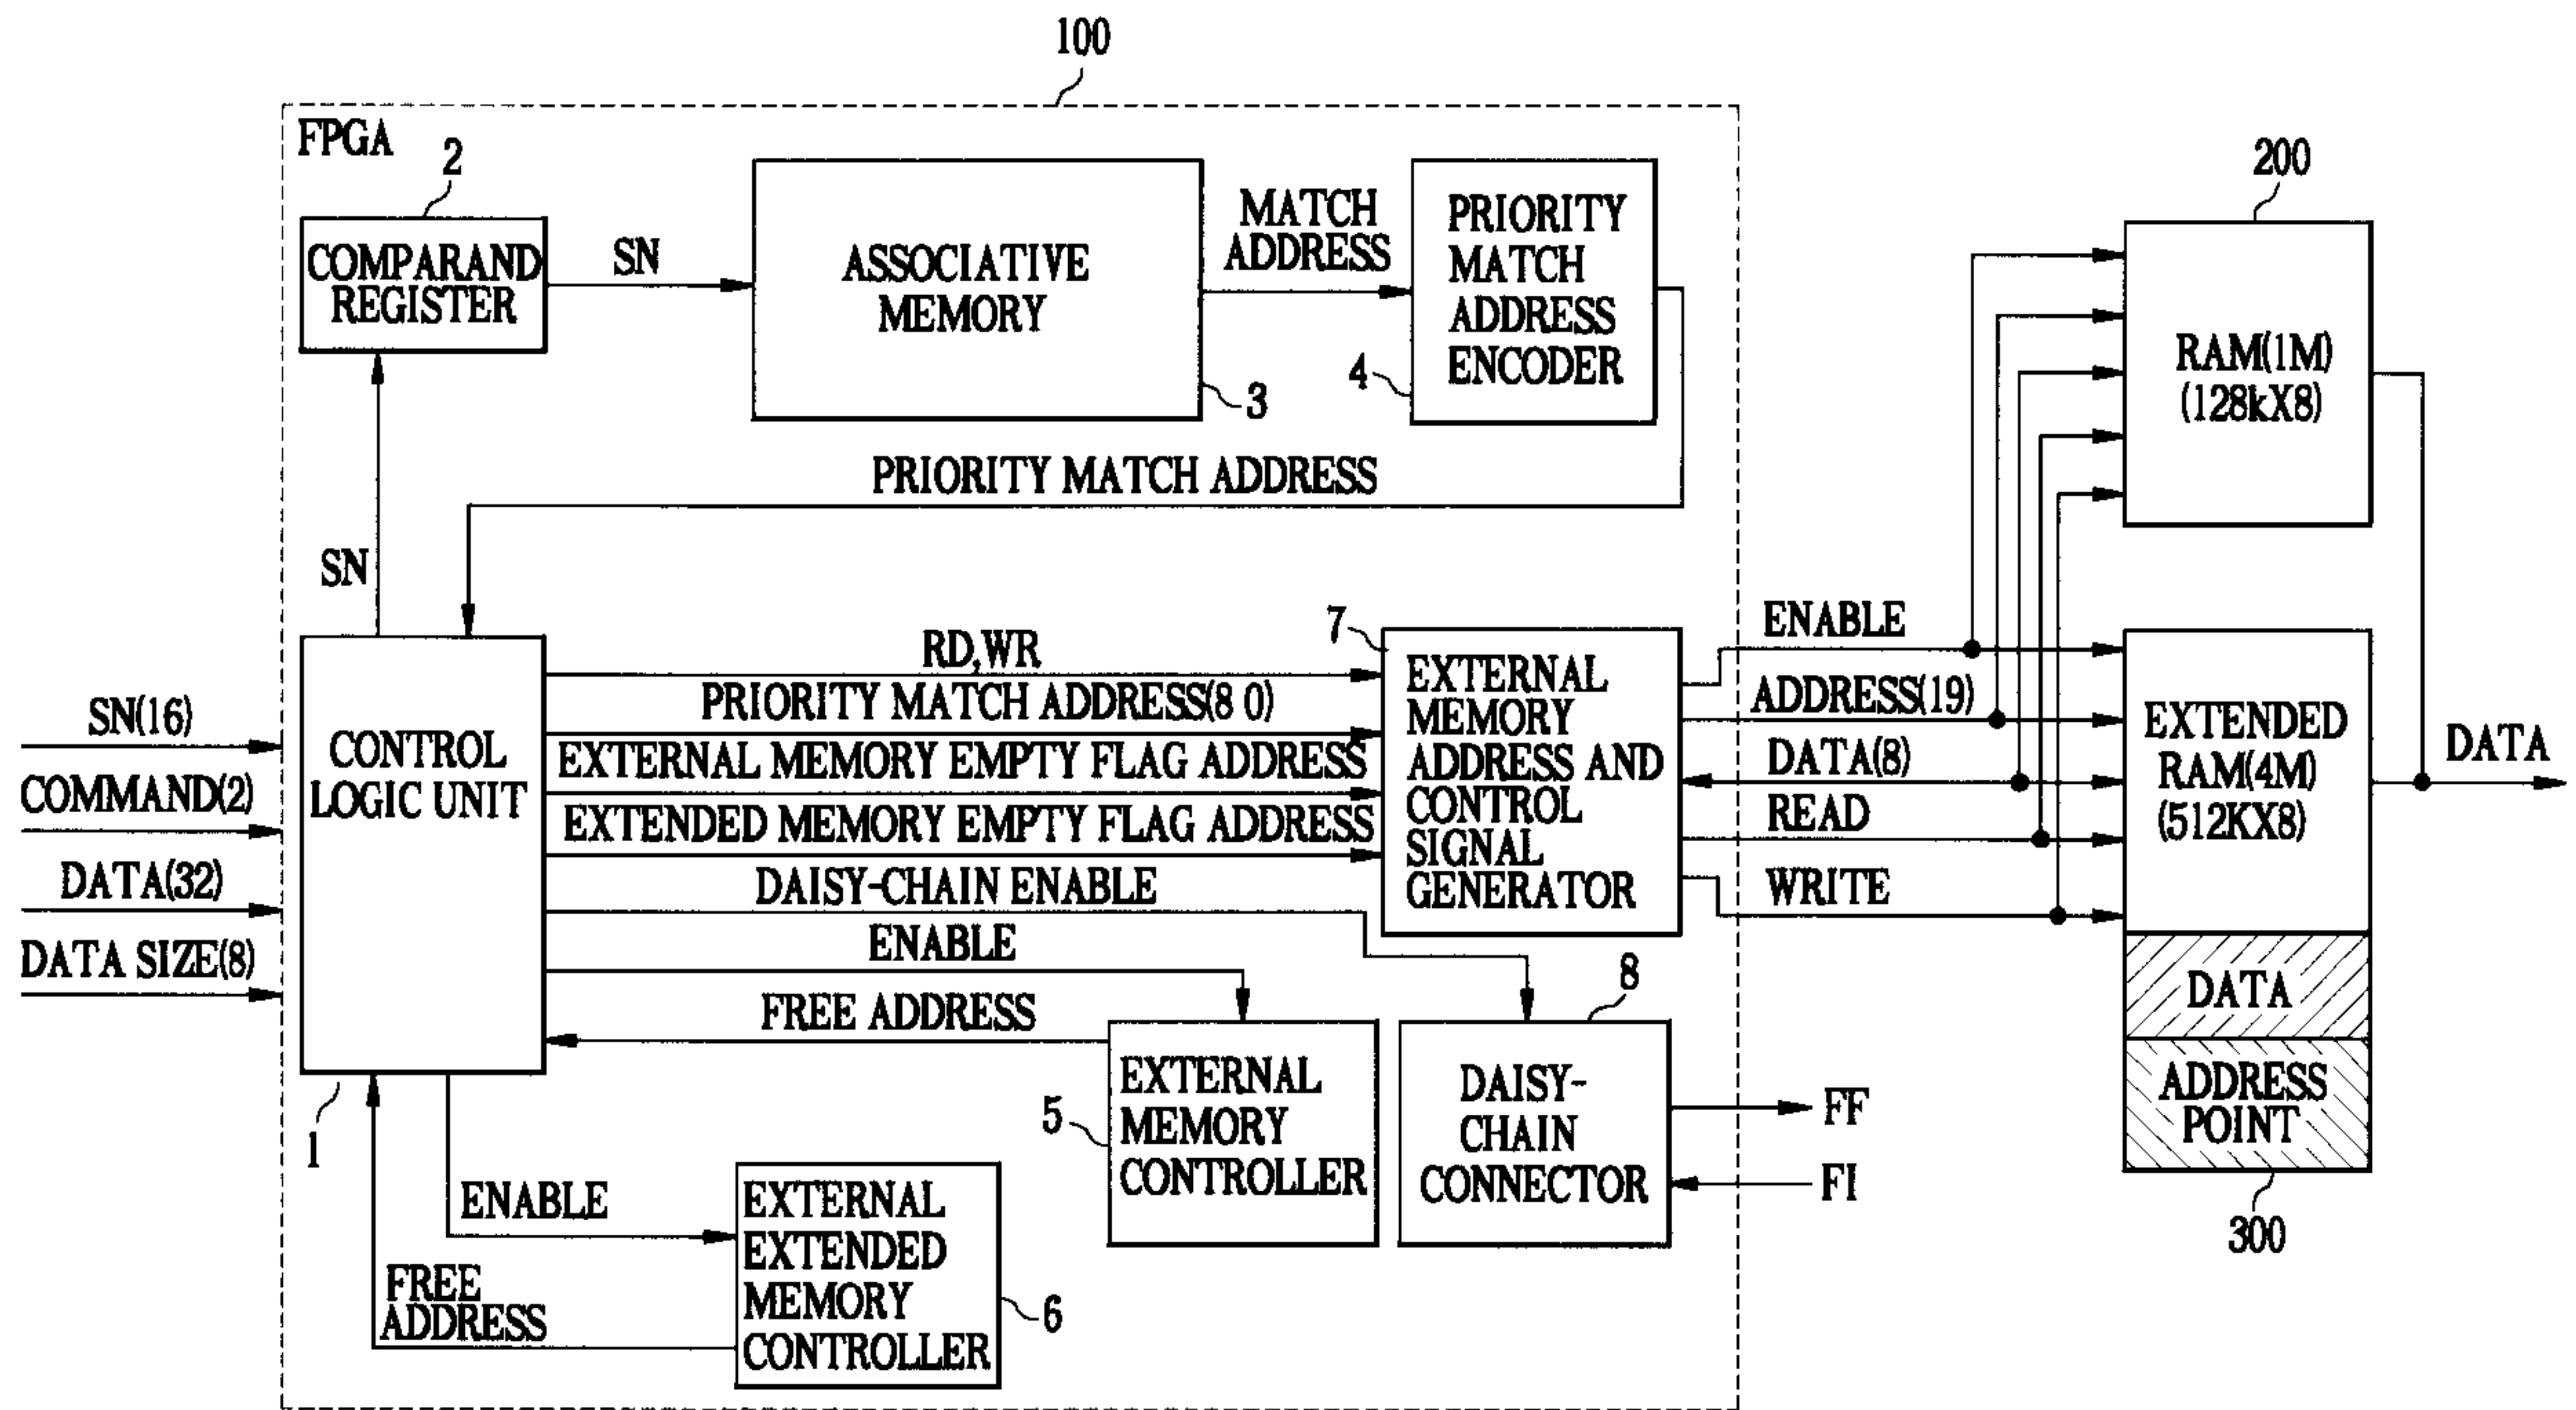 100
FPGA
2
COMPARAND
REGISTER
SN
ASSOCIATIVE
MEMORY
3
MATCH
ADDRESS
PRIORITY
MATCH
ADDRESS
ENCODER
4
PRIORITY MATCH ADDRESS
SN
200
RAM(1M)
(128kX8)
SN(16)
COMMAND(2)
DATA(32)
DATA SIZE(8)
CONTROL
LOGIC UNIT
1
RD,WR
PRIORITY MATCH ADDRESS(8 0)
EXTERNAL MEMORY EMPTY FLAG ADDRESS
EXTENDED MEMORY EMPTY FLAG ADDRESS
DAISY-CHAIN ENABLE
ENABLE
FREE ADDRESS
7
EXTERNAL
MEMORY
ADDRESS AND
CONTROL
SIGNAL
GENERATOR
ENABLE
ADDRESS(19)
DATA(8)
READ
WRITE
EXTENDED
RAM(4M)
(512KX8)
DATA
ADDRESS
POINT
300
DATA
5
EXTERNAL
MEMORY
CONTROLLER
8
DAISY-
CHAIN
CONNECTOR
FF
FI
ENABLE
FREE
ADDRESS
EXTERNAL
EXTENDED
MEMORY
CONTROLLER
6